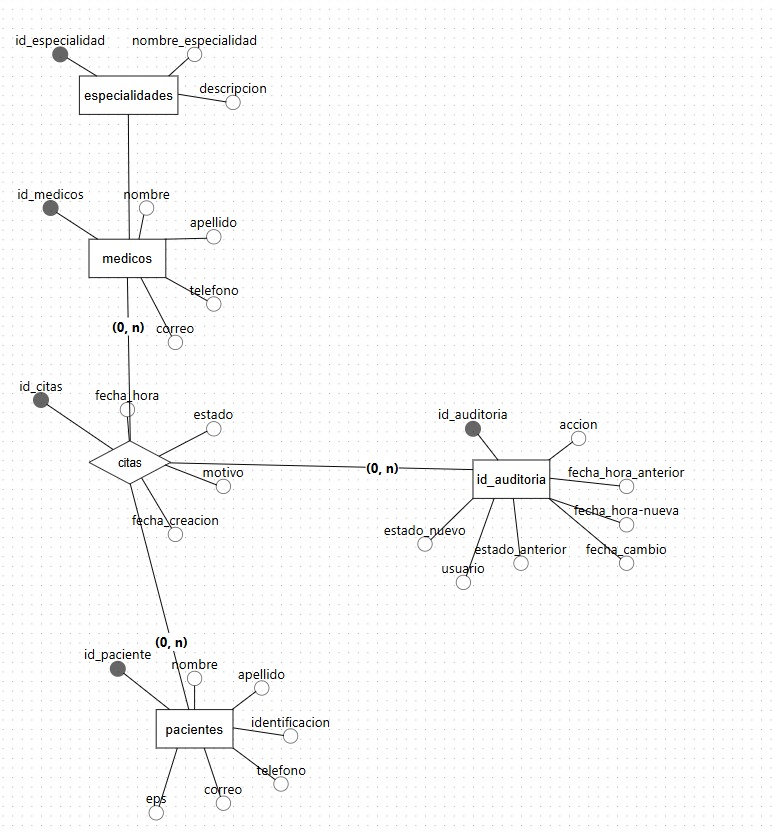 id_especialidad
nombre_especialidad
descripcion
especialidades
id_medicos
nombre
apellido
medicos
telefono
(0, n)
correo
id_citas
fecha_hora
estado
citas
motivo
fecha_creacion
(0, n)
id_auditoria
accion
id_auditoria
fecha_hora_anterior
fecha_hora-nueva
estado_nuevo
estado_anterior
fecha_cambio
usuario
(0, n)
id_paciente
nombre
apellido
pacientes
identificacion
telefono
correo
eps